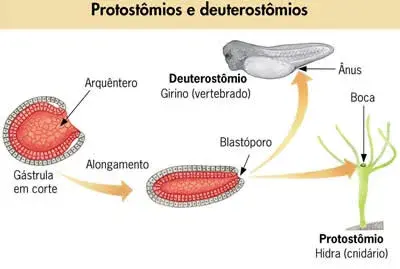 Protostômios e deuterostômios
Arquêntero
Gástrula
em corte
Alongamento
Blastóporo
Deuterostômio
Girino (vertebrado)
Ânus
Boca
Protostômio
Hidra (cnidário)